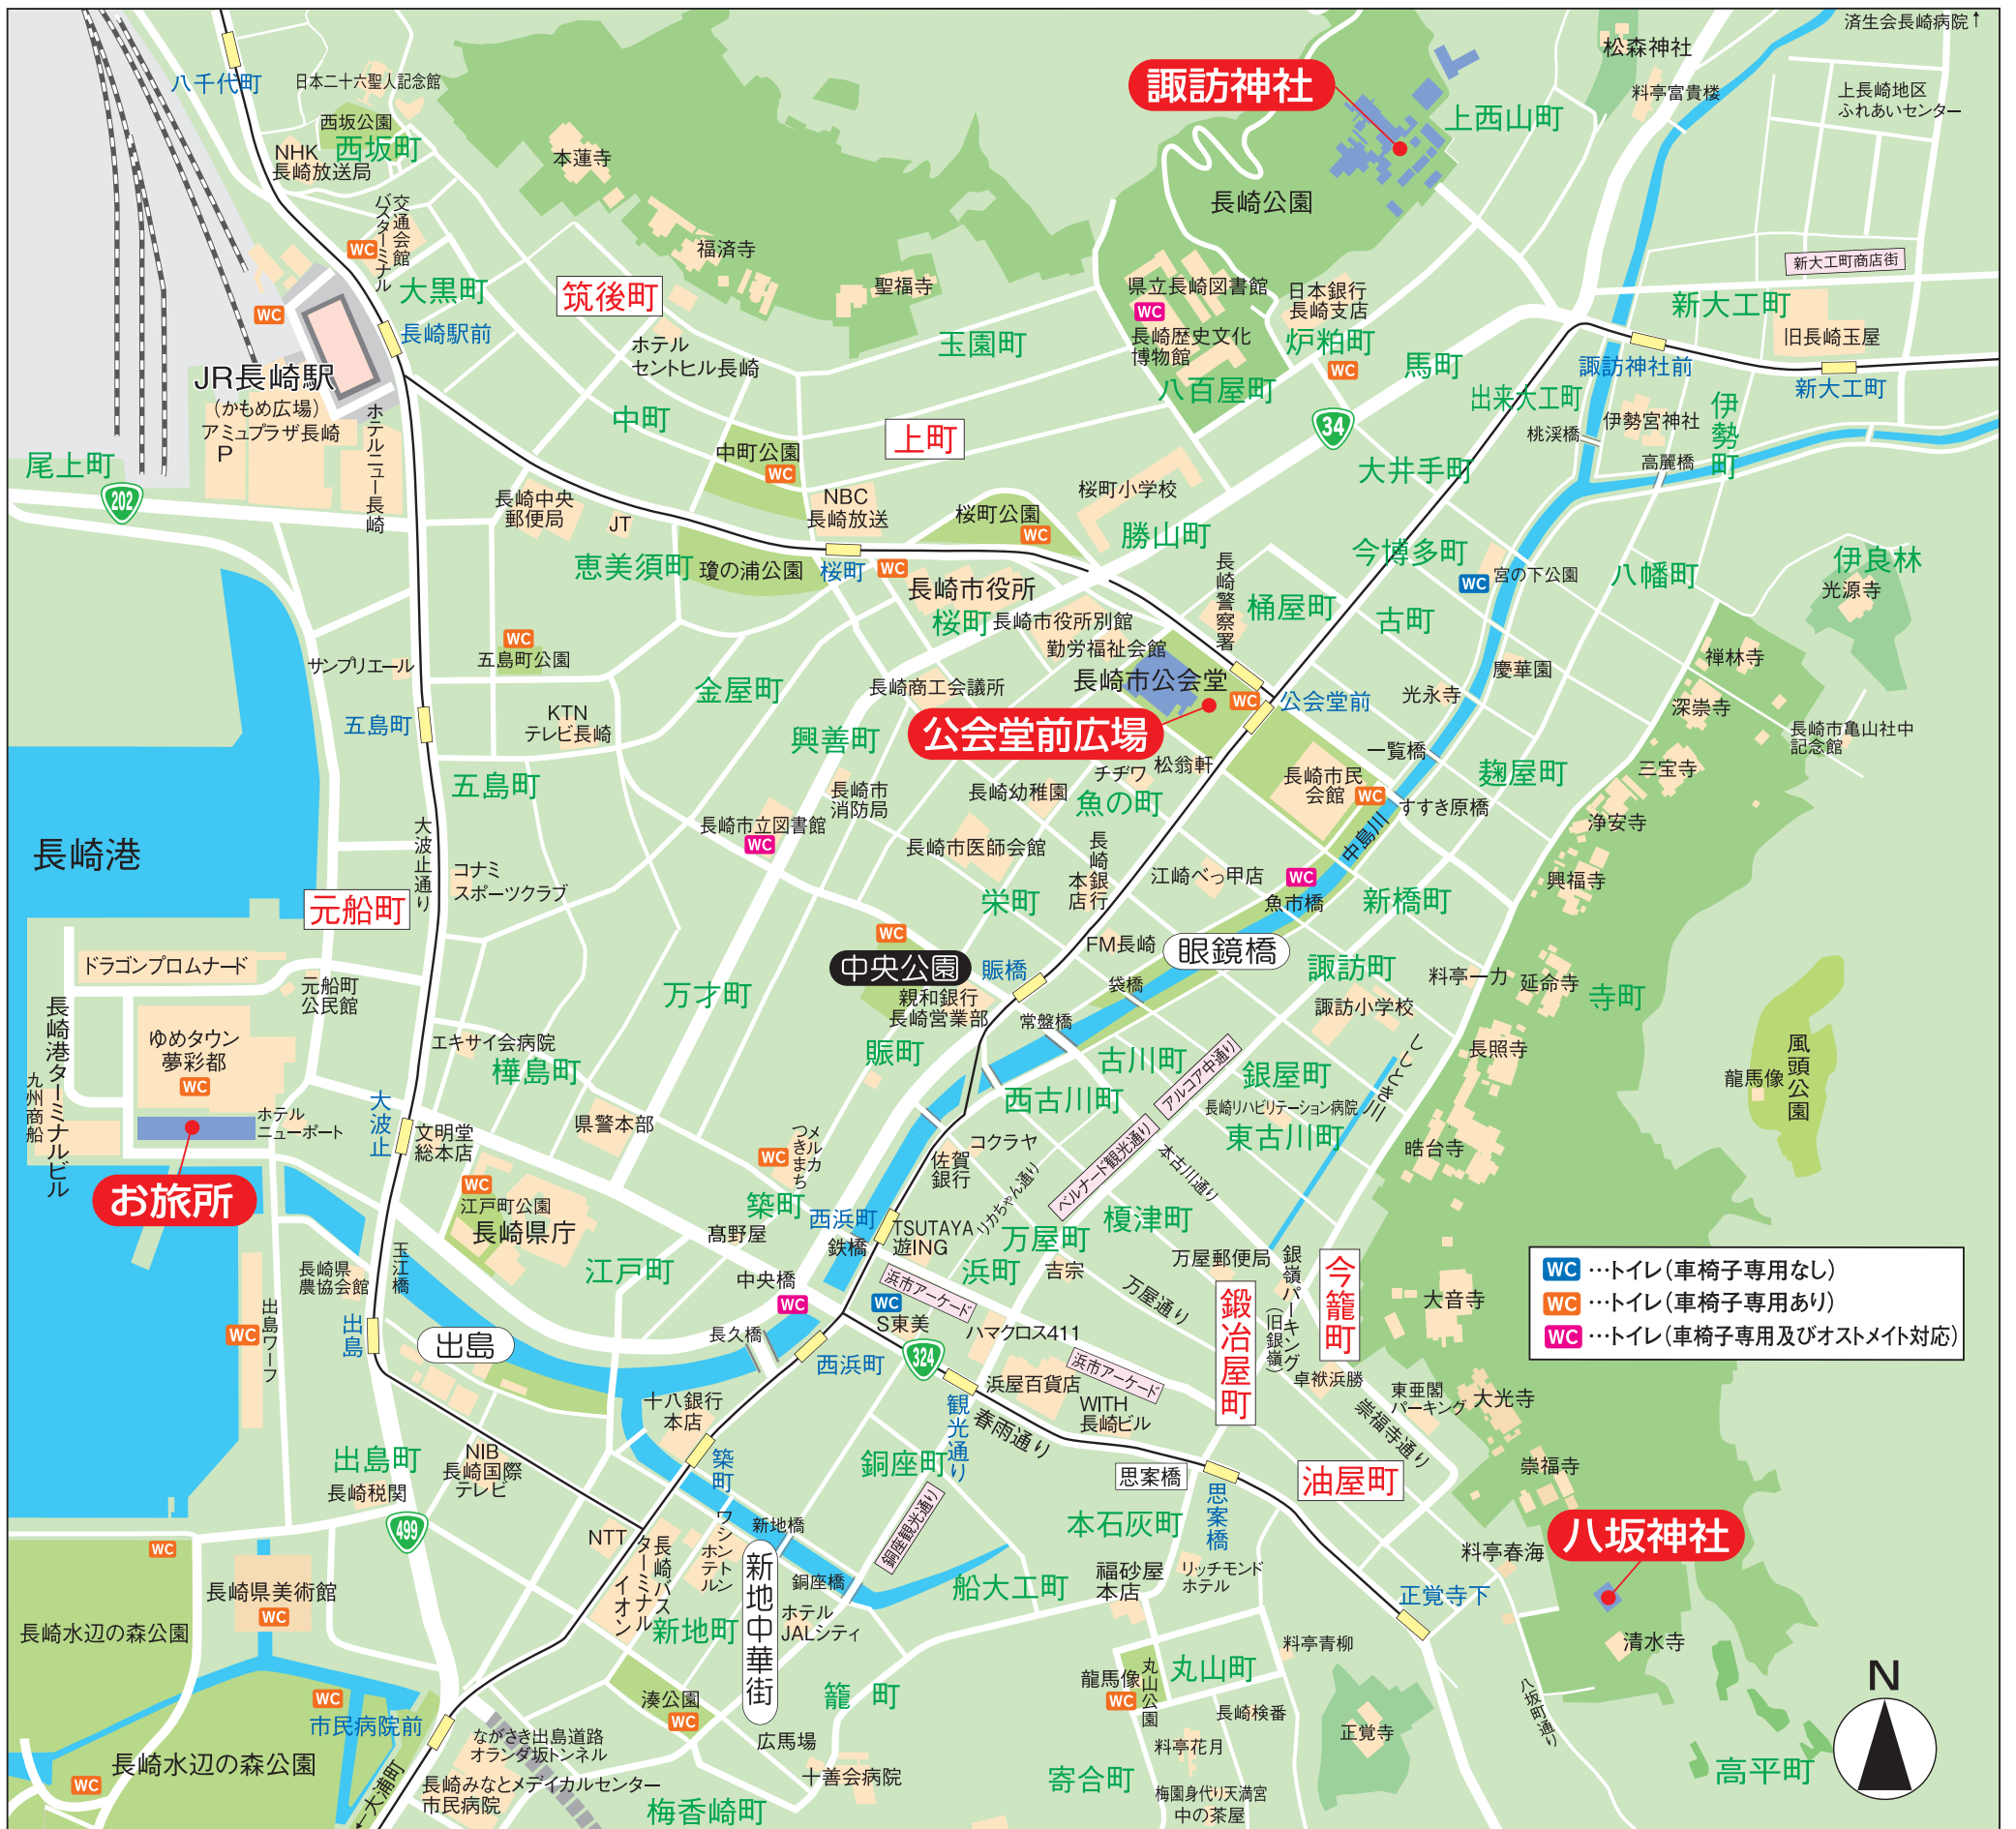 済生会長崎病院↑
松森神社
料亭富貴楼
上長崎地区
ふれあいセンター
八千代町
日本二十六聖人記念館
西坂公園
西坂町
NHK
長崎放送局
本蓮寺
諏訪神社
上西山町
長崎公園
交通会館
バスターミナル
WC
大黒町
福済寺
聖福寺
筑後町
玉園町
県立長崎図書館
WC
長崎歴史文化
博物館
日本銀行
長崎支店
炉粕町
WC
八百屋町
馬町
34
新大工町商店街
新大工町
旧長崎玉屋
諏訪神社前
新大工町
WC
長崎駅前
JR長崎駅
(かもめ広場)
アミュプラザ長崎
P
ホテルニュー長崎
尾上町
202
ホテル
セントヒル長崎
中町
中町公園
WC
上町
出来大工町
伊勢宮神社
伊勢町
桃渓橋
高麗橋
大井手町
長崎中央
郵便局
JT
NBC
長崎放送
桜町小学校
桜町公園
WC
勝山町
恵美須町
瓊の浦公園
桜町
WC
長崎市役所
桜町
長崎市役所別館
勤労福祉会館
長崎警察署
今博多町
WC
宮の下公園
八幡町
伊良林
光源寺
桶屋町
古町
長崎市公会堂
WC
公会堂前
公会堂前広場
サンプリエール
WC
五島町公園
金屋町
長崎商工会議所
光永寺
慶華園
禅林寺
深崇寺
五島町
KTN
テレビ長崎
興善町
チヂワ
松翁軒
一覧橋
長崎市亀山社中
記念館
三宝寺
五島町
長崎市
消防局
長崎幼稚園
魚の町
長崎市民
会館
WC
すすき原橋
麹屋町
浄安寺
長崎港
大波止通り
長崎市立図書館
WC
長崎市医師会館
中島川
コナミ
スポーツクラブ
元船町
栄町
長崎銀行
本店
江崎べっ甲店
WC
魚市橋
新橋町
興福寺
WC
中央公園
賑橋
FM長崎
眼鏡橋
袋橋
諏訪町
料亭一力
延命寺
寺町
ドラゴンプロムナード
元船町
公民館
万才町
親和銀行
長崎営業部
常盤橋
諏訪小学校
長崎港ターミナルビル
九州商船
ゆめタウン
夢彩都
WC
エキサイ会病院
樺島町
賑町
古川町
アルコア中通り
銀屋町
ししとき川
長照寺
風頭公園
龍馬像
西古川町
長崎リハビリテーション病院
東古川町
ホテル
ニューポート
大波止
文明堂
総本店
県警本部
メルカ
つきまち
WC
コクラヤ
佐賀
銀行
リカちゃん通り
ベルナード観光通り
本古川通り
晧台寺
お旅所
WC
江戸町公園
長崎県庁
築町
西浜町
鉄橋
TSUTAYA
遊ING
万屋町
榎津町
髙野屋
江戸町
浜町
吉宗
万屋郵便局
万屋通り
銀嶺パーキング
(旧銀嶺)
今籠町
鍛冶屋町
WC…トイレ(車椅子専用なし)
WC…トイレ(車椅子専用あり)
WC…トイレ(車椅子専用及びオストメイト対応)
長崎県
農協会館
玉江橋
中央橋
WC
浜市アーケード
WC
S東美
ハマクロス411
大音寺
WC
出島ワーフ
出島
出島
長久橋
西浜町
324
浜市アーケード
浜屋百貨店
WITH
長崎ビル
卓袱浜勝
東亜閣
パーキング
大光寺
十八銀行
本店
観光通り
春雨通り
崇福寺通り
出島町
NIB
長崎国際
テレビ
長崎税関
築町
銅座町
銅座観光通り
思案橋
思案橋
油屋町
崇福寺
八坂神社
499
NTT
長崎バス
ターミナル
イオン
ワシントン
ホテル
新地橋
新地中華街
銅座橋
本石灰町
福砂屋
本店
リッチモンド
ホテル
料亭春海
正覚寺下
WC
長崎県美術館
WC
長崎水辺の森公園
新地町
ホテル
JALシティ
船大工町
料亭青柳
丸山町
清水寺
WC
市民病院前
湊公園
WC
籠町
龍馬像
WC
丸山公園
長崎検番
正覚寺
八坂町通り
N
長崎水辺の森公園
WC
ながさき出島道路
オランダ坂トンネル
広馬場
料亭花月
高平町
←大浦町
長崎みなとメディカルセンター
市民病院
梅香崎町
十善会病院
寄合町
梅園身代り天満宮
中の茶屋